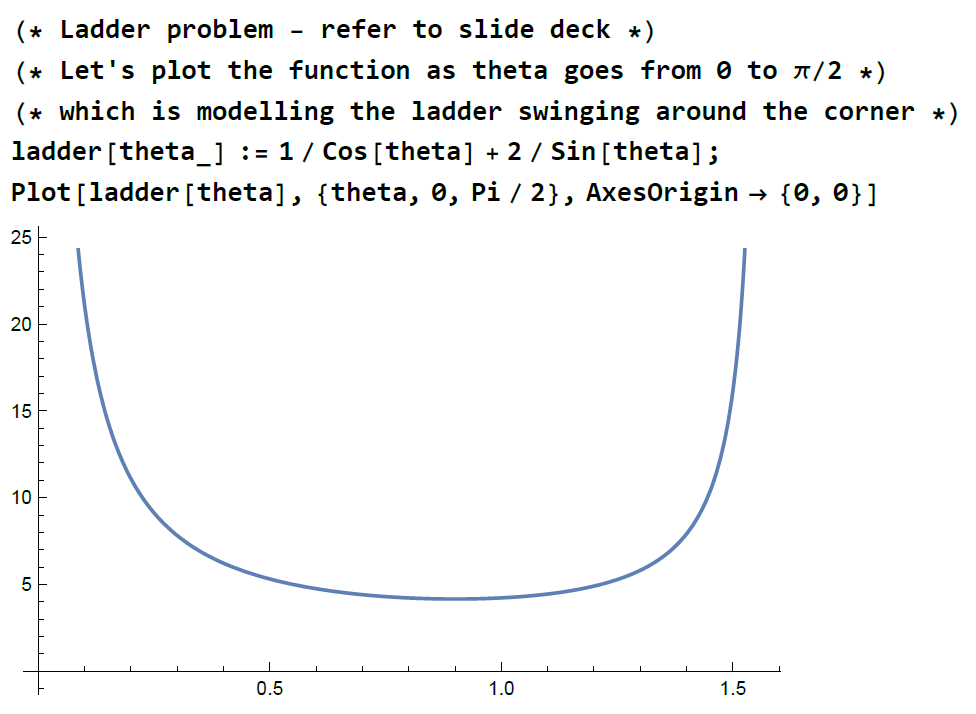 (* Ladder problem – refer to slide deck *)
(* Let's plot the function as theta goes from 0 to π/2 *)
(* which is modelling the ladder swinging around the corner *)
ladder[theta_] := 1 / Cos[theta] + 2 / Sin[theta];
Plot[ladder[theta], {theta, 0, Pi / 2}, AxesOrigin → {0, 0}]
25
20
15
10
5
0.5 1.0 1.5